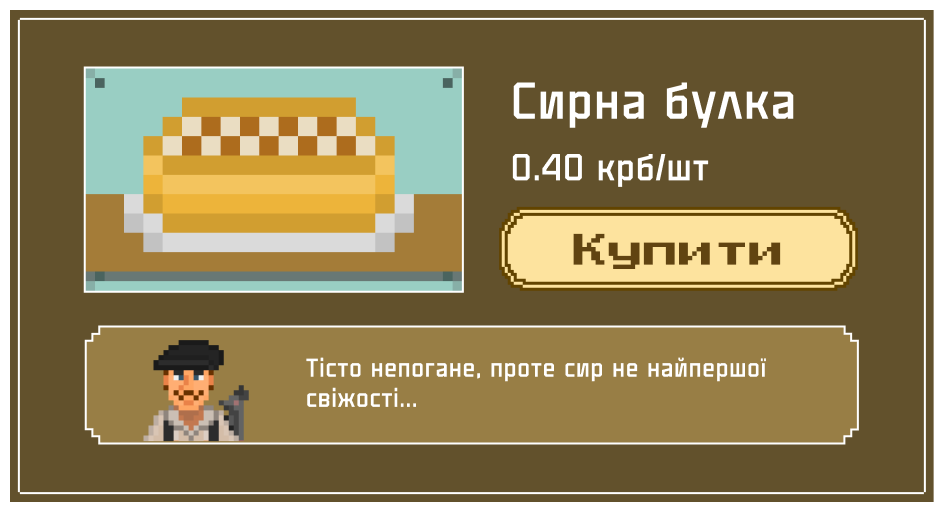 Сирна булка
0.40 крб/шт
Купити
Тісто непогане, проте сир не найпершої
свіжості...